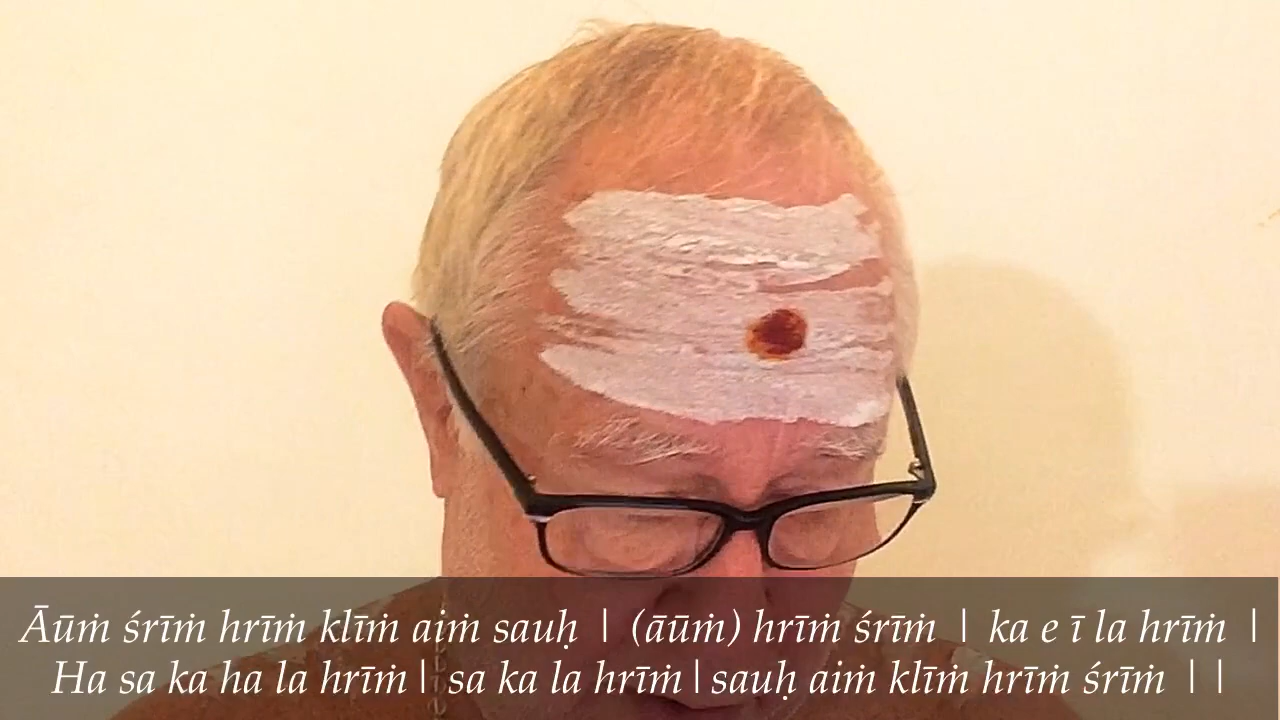 Āūṁ śrīṁ hrīṁ klīṁ aiṁ sauḥ | (āūṁ) hrīṁ śrīṁ | ka e ī la hrīṁ |
Ha sa ka ha la hrīṁ| sa ka la hrīṁ|sauḥ aiṁ klīṁ hrīṁ śrīṁ ||